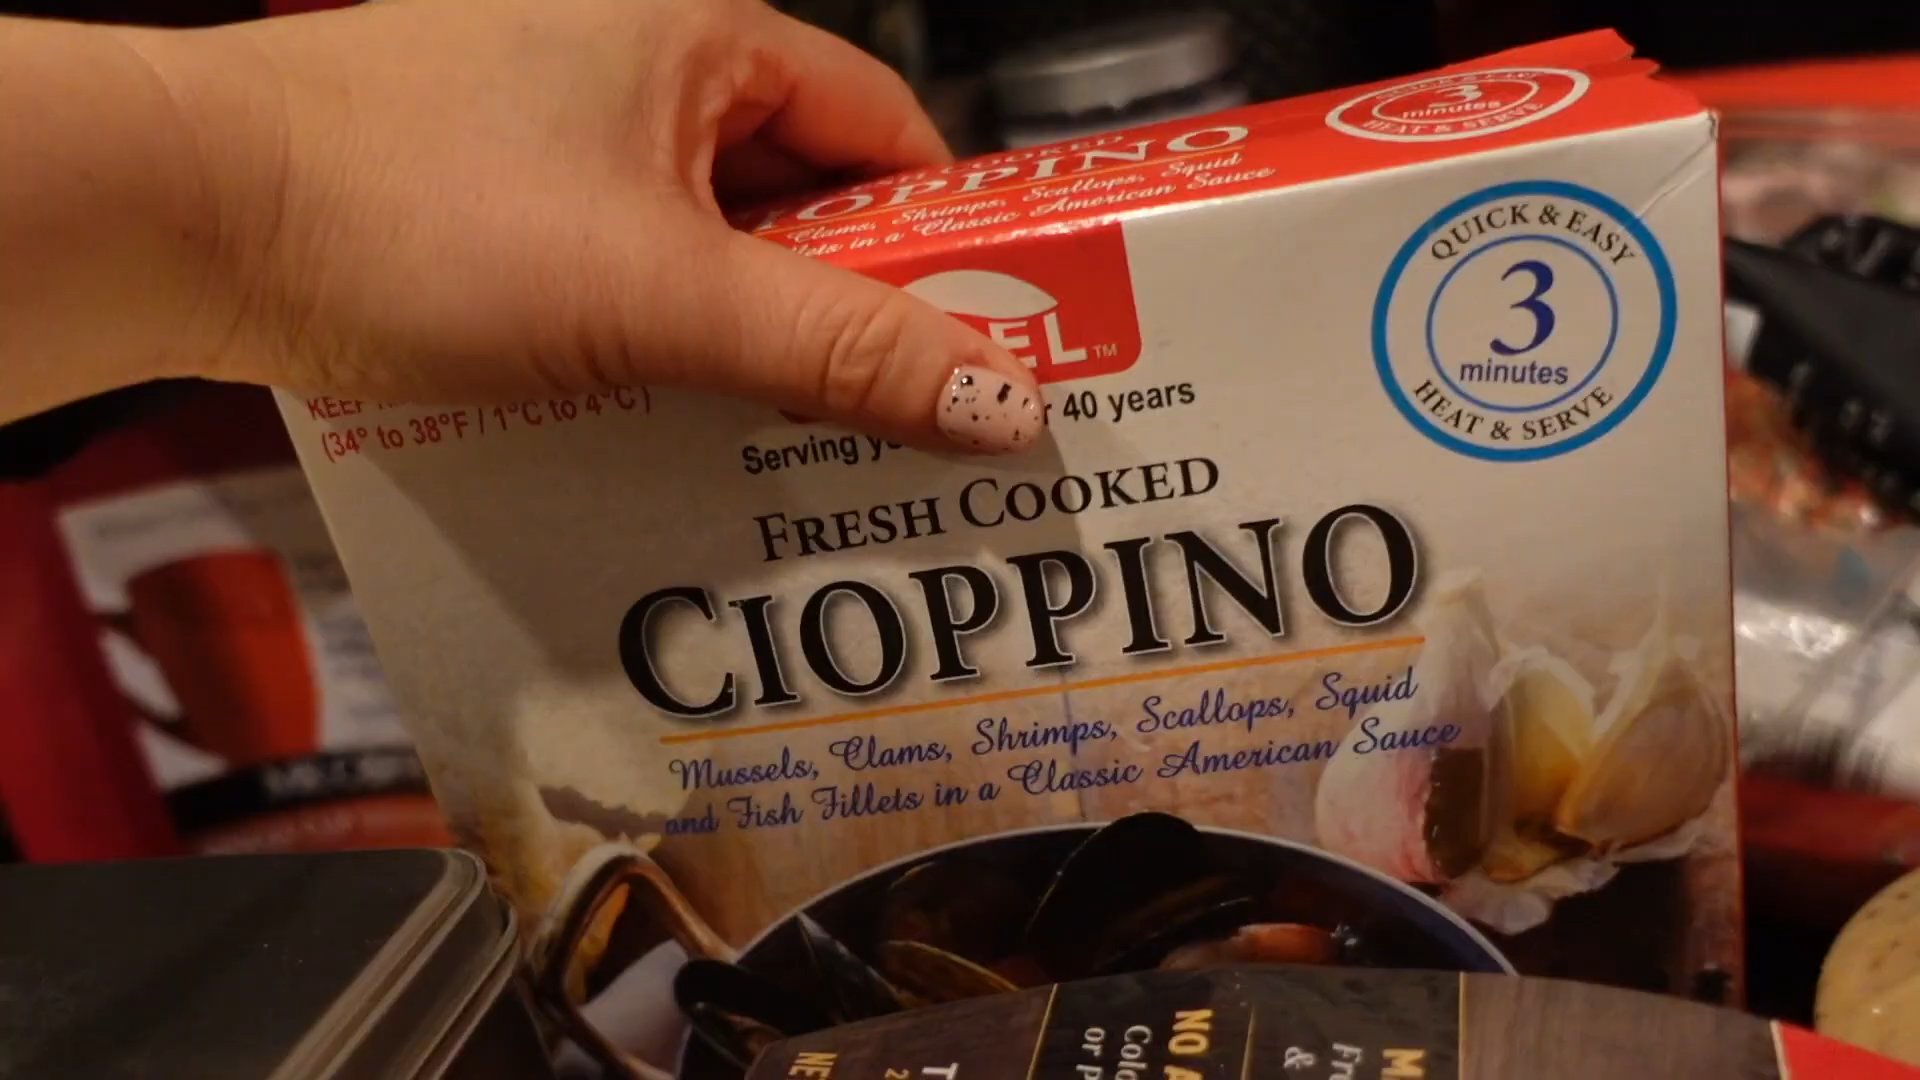 CIOPPINO
Clams, Shrimps, Scallops, Squid
in a Classic American Sauce
3
minutes
HEAT & SERVE
QUICK & EASY
3
minutes
HEAT & SERVE
EL™
(34° to 38°F / 1°C to 4°C)
Serving 40 years
FRESH COOKED
CIOPPINO
Mussels, Clams, Shrimps, Scallops, Squid
and Fish Fillets in a Classic American Sauce
NO
&